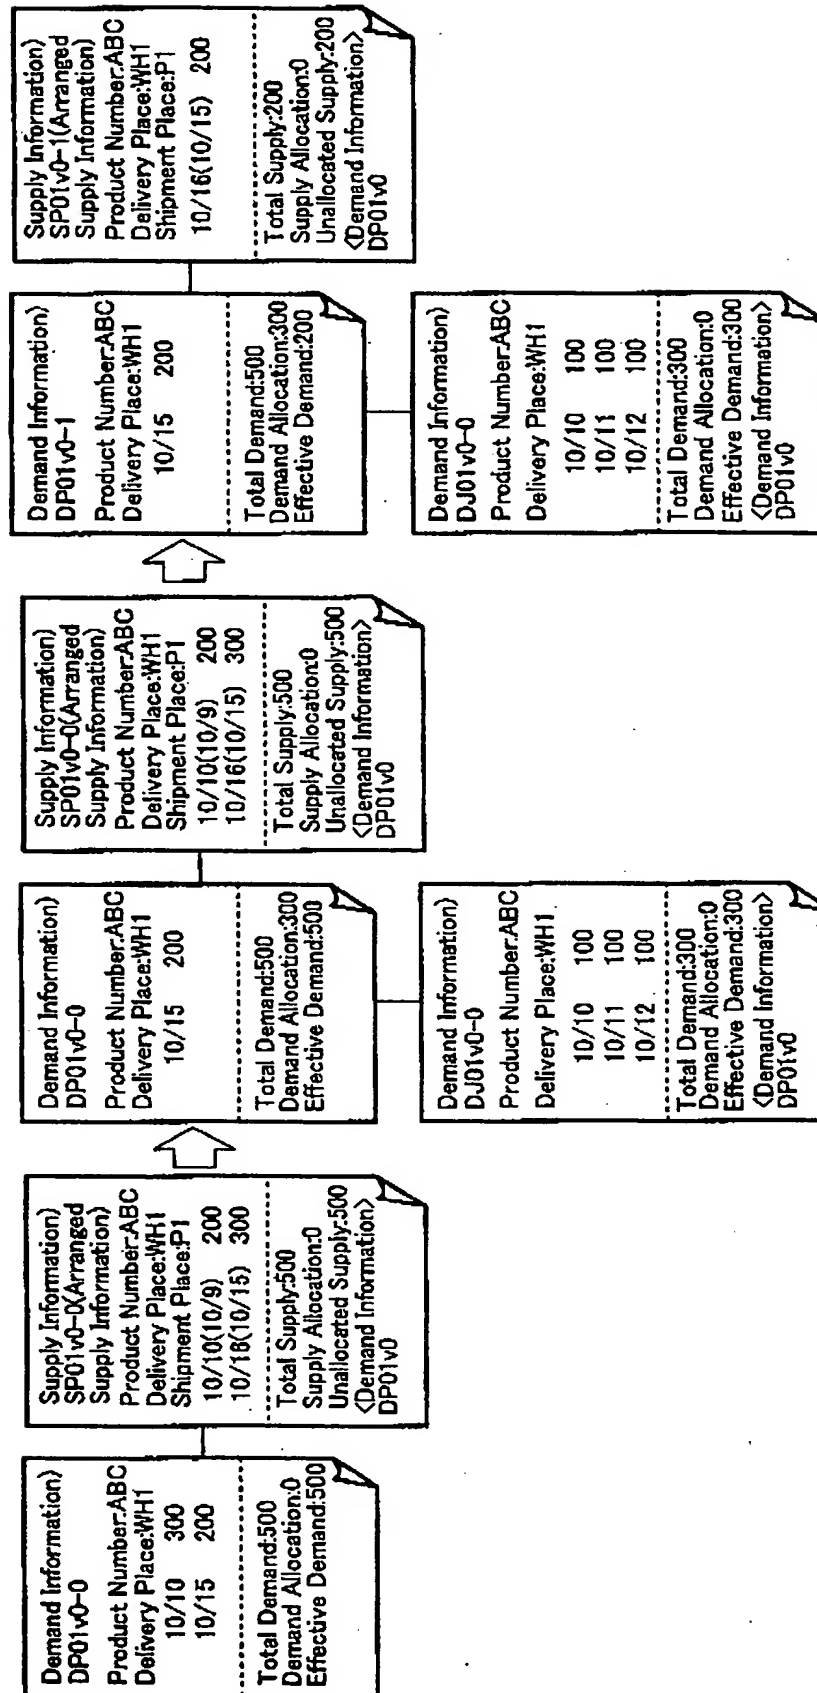 Demand Information)
DP01v0-0
Product Number:ABC
Delivery Place:WH1
10/10 300
10/15 200
Total Demand:500
Demand Allocation:0
Effective Demand:500
Supply Information)
SP01v0-0(Arranged
Supply Information)
Product Number:ABC
Delivery Place:WH1
Shipment Place:P1
10/10(10/9) 200
10/16(10/15) 300
Total Supply:500
Supply Allocation:0
Unallocated Supply:500
<Demand Information>
DP01v0
Demand Information)
DP01v0-0
Product Number:ABC
Delivery Place:WH1
10/15 200
Total Demand:500
Demand Allocation:300
Effective Demand:500
Supply Information)
SP01v0-0(Arranged
Supply Information)
Product Number:ABC
Delivery Place:WH1
Shipment Place:P1
10/10(10/9) 200
10/16(10/15) 300
Total Supply:500
Supply Allocation:0
Unallocated Supply:500
<Demand Information>
DP01v0
Demand Information)
DP01v0-1
Product Number:ABC
Delivery Place:WH1
10/15 200
Total Demand:500
Demand Allocation:300
Effective Demand:200
Supply Information)
SP01v0-1(Arranged
Supply Information)
Product Number:ABC
Delivery Place:WH1
Shipment Place:P1
10/16(10/15) 200
Total Supply:200
Supply Allocation:0
Unallocated Supply:200
<Demand Information>
DP01v0
Demand Information)
DJ01v0-0
Product Number:ABC
Delivery Place:WH1
10/10 100
10/11 100
10/12 100
Total Demand:300
Demand Allocation:0
Effective Demand:300
<Demand Information>
DP01v0
Demand Information)
DJ01v0-0
Product Number:ABC
Delivery Place:WH1
10/10 100
10/11 100
10/12 100
Total Demand:300
Demand Allocation:0
Effective Demand:300
<Demand Information>
DP01v0